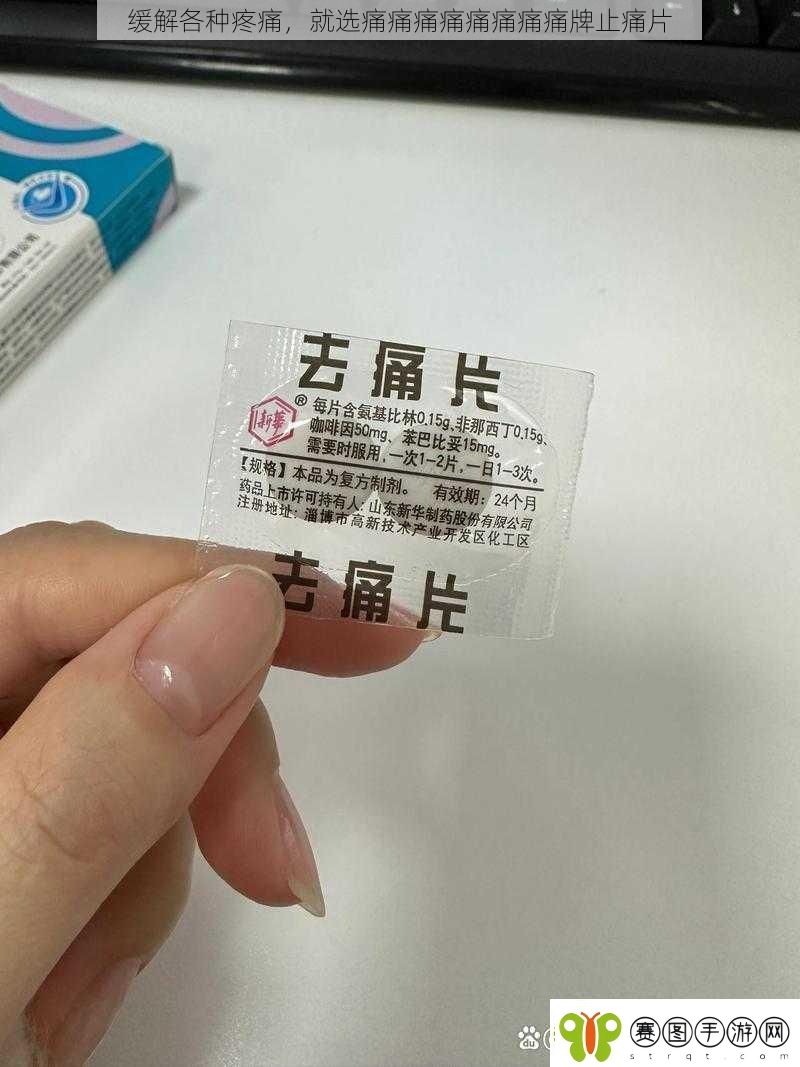 缓解各种疼痛，就选痛痛痛痛痛痛痛痛牌止痛片
去痛片
新华®
每片含氨基比林0.15g、非那西丁0.15g、
咖啡因50mg、苯巴比妥15mg。
需要时服用,一次1-2片,一日1-3次。
【规格】本品为复方制剂。 有效期：24个月
药品上市许可持有人：山东新华制药股份有限公司
注册地址：淄博市高新技术产业开发区化工区
去痛片
有限公司
Bai
赛图手游网
strqt.com